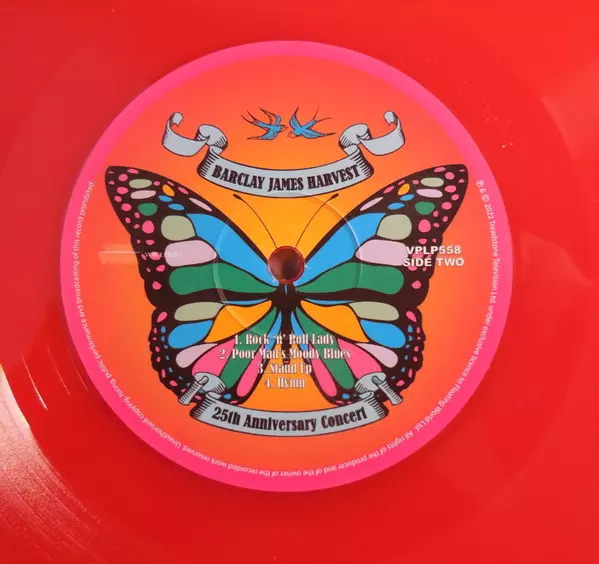 BARCLAY JAMES HARVEST
VPLP558
SIDE TWO
1. Rock 'n' Roll Lady
2. Poor Man's Moody Blues
3. Stand Up
4. Hymn
25th Anniversary Concert
℗ & © 2022 Treadstone Television Ltd. under exclusive licence to Floating World Ltd. All rights of the producer and of the owner of the recorded work reserved. Unauthorised copying, hiring, public performance and broadcasting of this record prohibited.